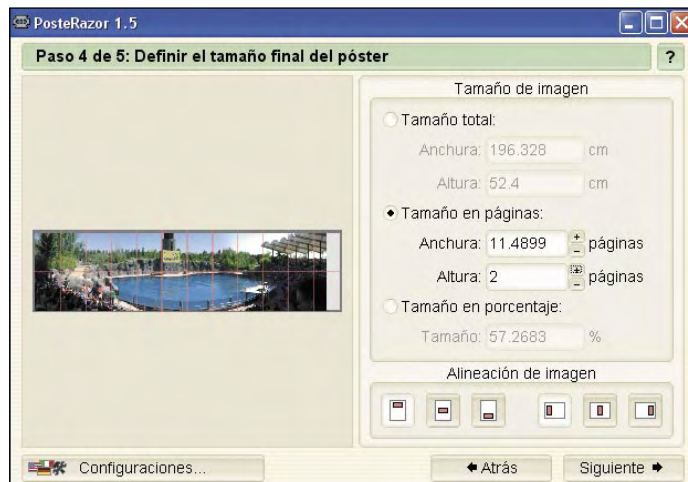 PosteRazor 1.5
Paso 4 de 5: Definir el tamaño final del póster
?
Tamaño de imagen
Tamaño total:
Anchura: 196.328 cm
Altura: 52.4 cm
Tamaño en páginas:
Anchura: 11.4899 páginas
Altura: 2 páginas
Tamaño en porcentaje:
Tamaño: 57.2683 %
Alineación de imagen
Configuraciones...
Atrás
Siguiente